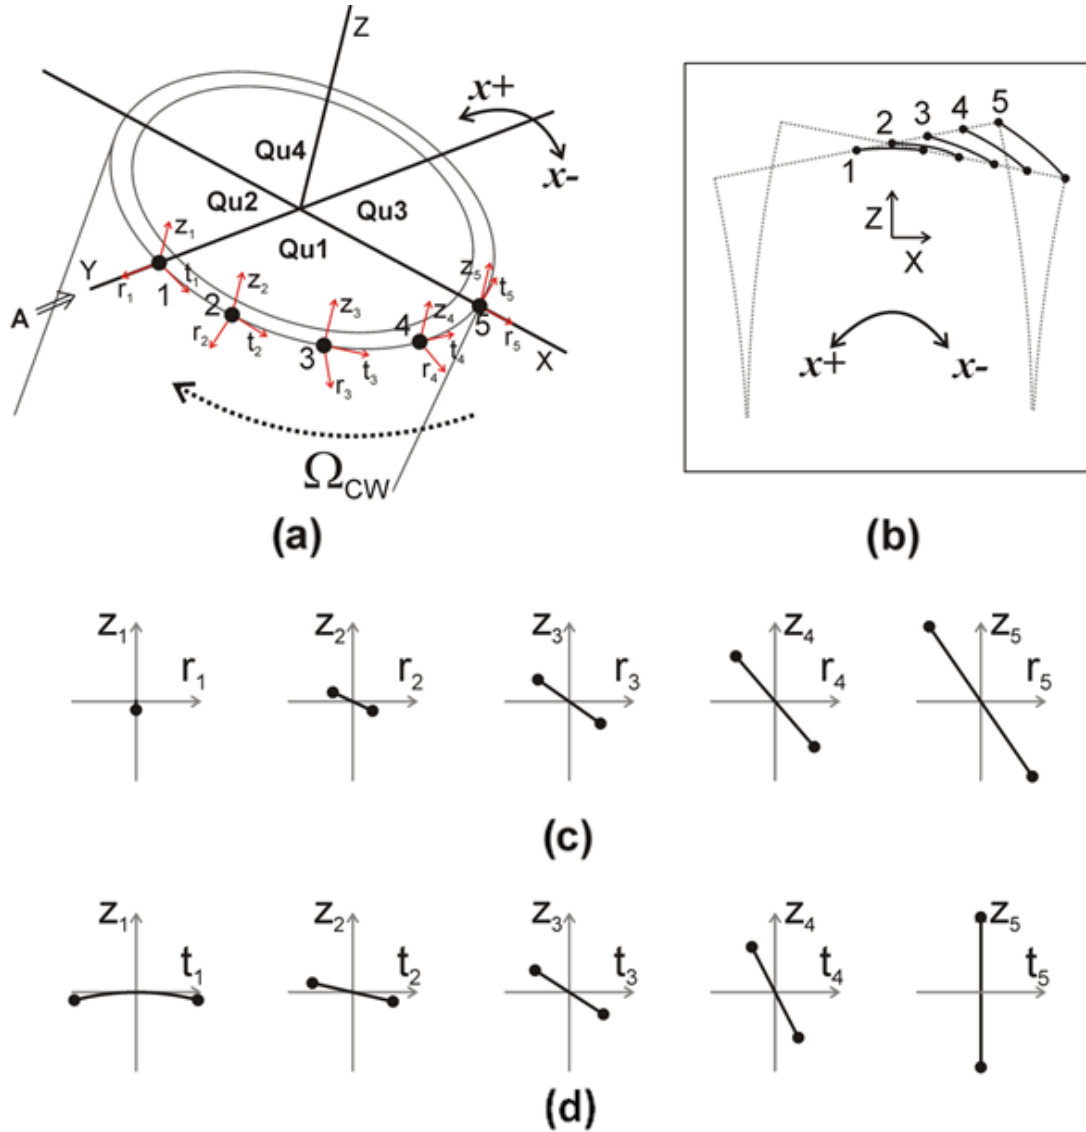 Z
x+
x-
Qu4
Qu2
Qu3
Qu1
Y
A
X
z₁
t₁
r₁
1
z₂
t₂
r₂
2
z₃
t₃
r₃
3
z₄
t₄
r₄
4
z₅
t₅
r₅
5
Ω_CW
(a)
1 2 3 4 5
Z
X
x+ x-
(b)
z₁ z₂ z₃ z₄ z₅
r₁ r₂ r₃ r₄ r₅
(c)
z₁ z₂ z₃ z₄ z₅
t₁ t₂ t₃ t₄ t₅
(d)